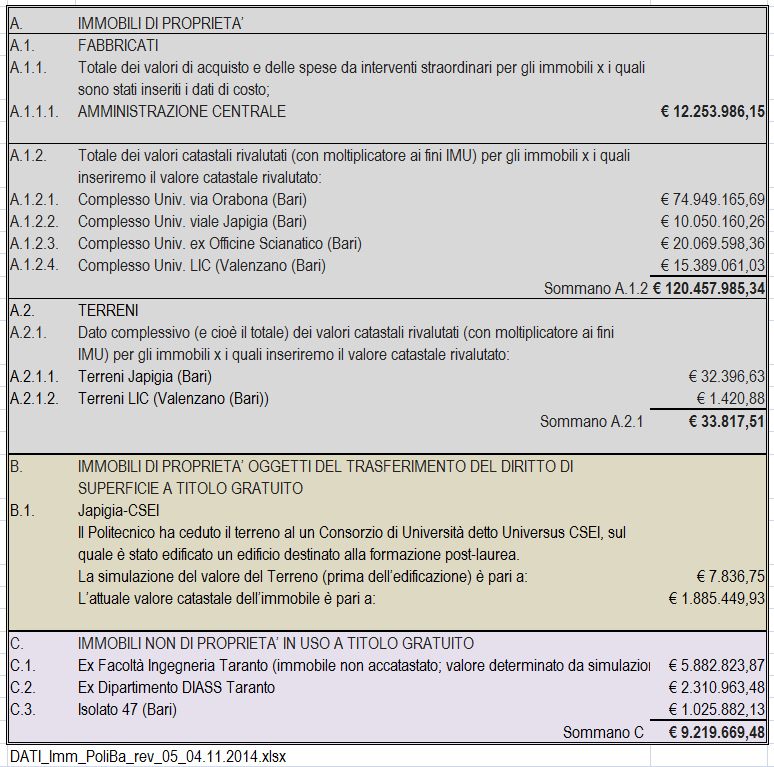 A. IMMOBILI DI PROPRIETA’
A.1. FABBRICATI
A.1.1. Totale dei valori di acquisto e delle spese da interventi straordinari per gli immobili x i quali
sono stati inseriti i dati di costo;
A.1.1.1. AMMINISTRAZIONE CENTRALE € 12.253.986,15
A.1.2. Totale dei valori catastali rivalutati (con moltiplicatore ai fini IMU) per gli immobili x i quali
inseriremo il valore catastale rivalutato:
A.1.2.1. Complesso Univ. via Orabona (Bari) € 74.949.165,69
A.1.2.2. Complesso Univ. viale Japigia (Bari) € 10.050.160,26
A.1.2.3. Complesso Univ. ex Officine Scianatico (Bari) € 20.069.598,36
A.1.2.4. Complesso Univ. LIC (Valenzano (Bari) € 15.389.061,03
Sommano A.1.2 € 120.457.985,34
A.2. TERRENI
A.2.1. Dato complessivo (e cioè il totale) dei valori catastali rivalutati (con moltiplicatore ai fini
IMU) per gli immobili x i quali inseriremo il valore catastale rivalutato:
A.2.1.1. Terreni Japigia (Bari) € 32.396,63
A.2.1.2. Terreni LIC (Valenzano (Bari)) € 1.420,88
Sommano A.2.1 € 33.817,51
B. IMMOBILI DI PROPRIETA’ OGGETTI DEL TRASFERIMENTO DEL DIRITTO DI
SUPERFICIE A TITOLO GRATUITO
B.1. Japigia-CSEI
Il Politecnico ha ceduto il terreno al un Consorzio di Università detto Universus CSEI, sul
quale è stato edificato un edificio destinato alla formazione post-laurea.
La simulazione del valore del Terreno (prima dell’edificazione) è pari a: € 7.836,75
L’attuale valore catastale dell’immobile è pari a: € 1.885.449,93
C. IMMOBILI NON DI PROPRIETA’ IN USO A TITOLO GRATUITO
C.1. Ex Facoltà Ingegneria Taranto (immobile non accatastato; valore determinato da simulazion € 5.882.823,87
C.2. Ex Dipartimento DIASS Taranto € 2.310.963,48
C.3. Isolato 47 (Bari) € 1.025.882,13
Sommano C € 9.219.669,48
DATI_Imm_PoliBa_rev_05_04.11.2014.xlsx